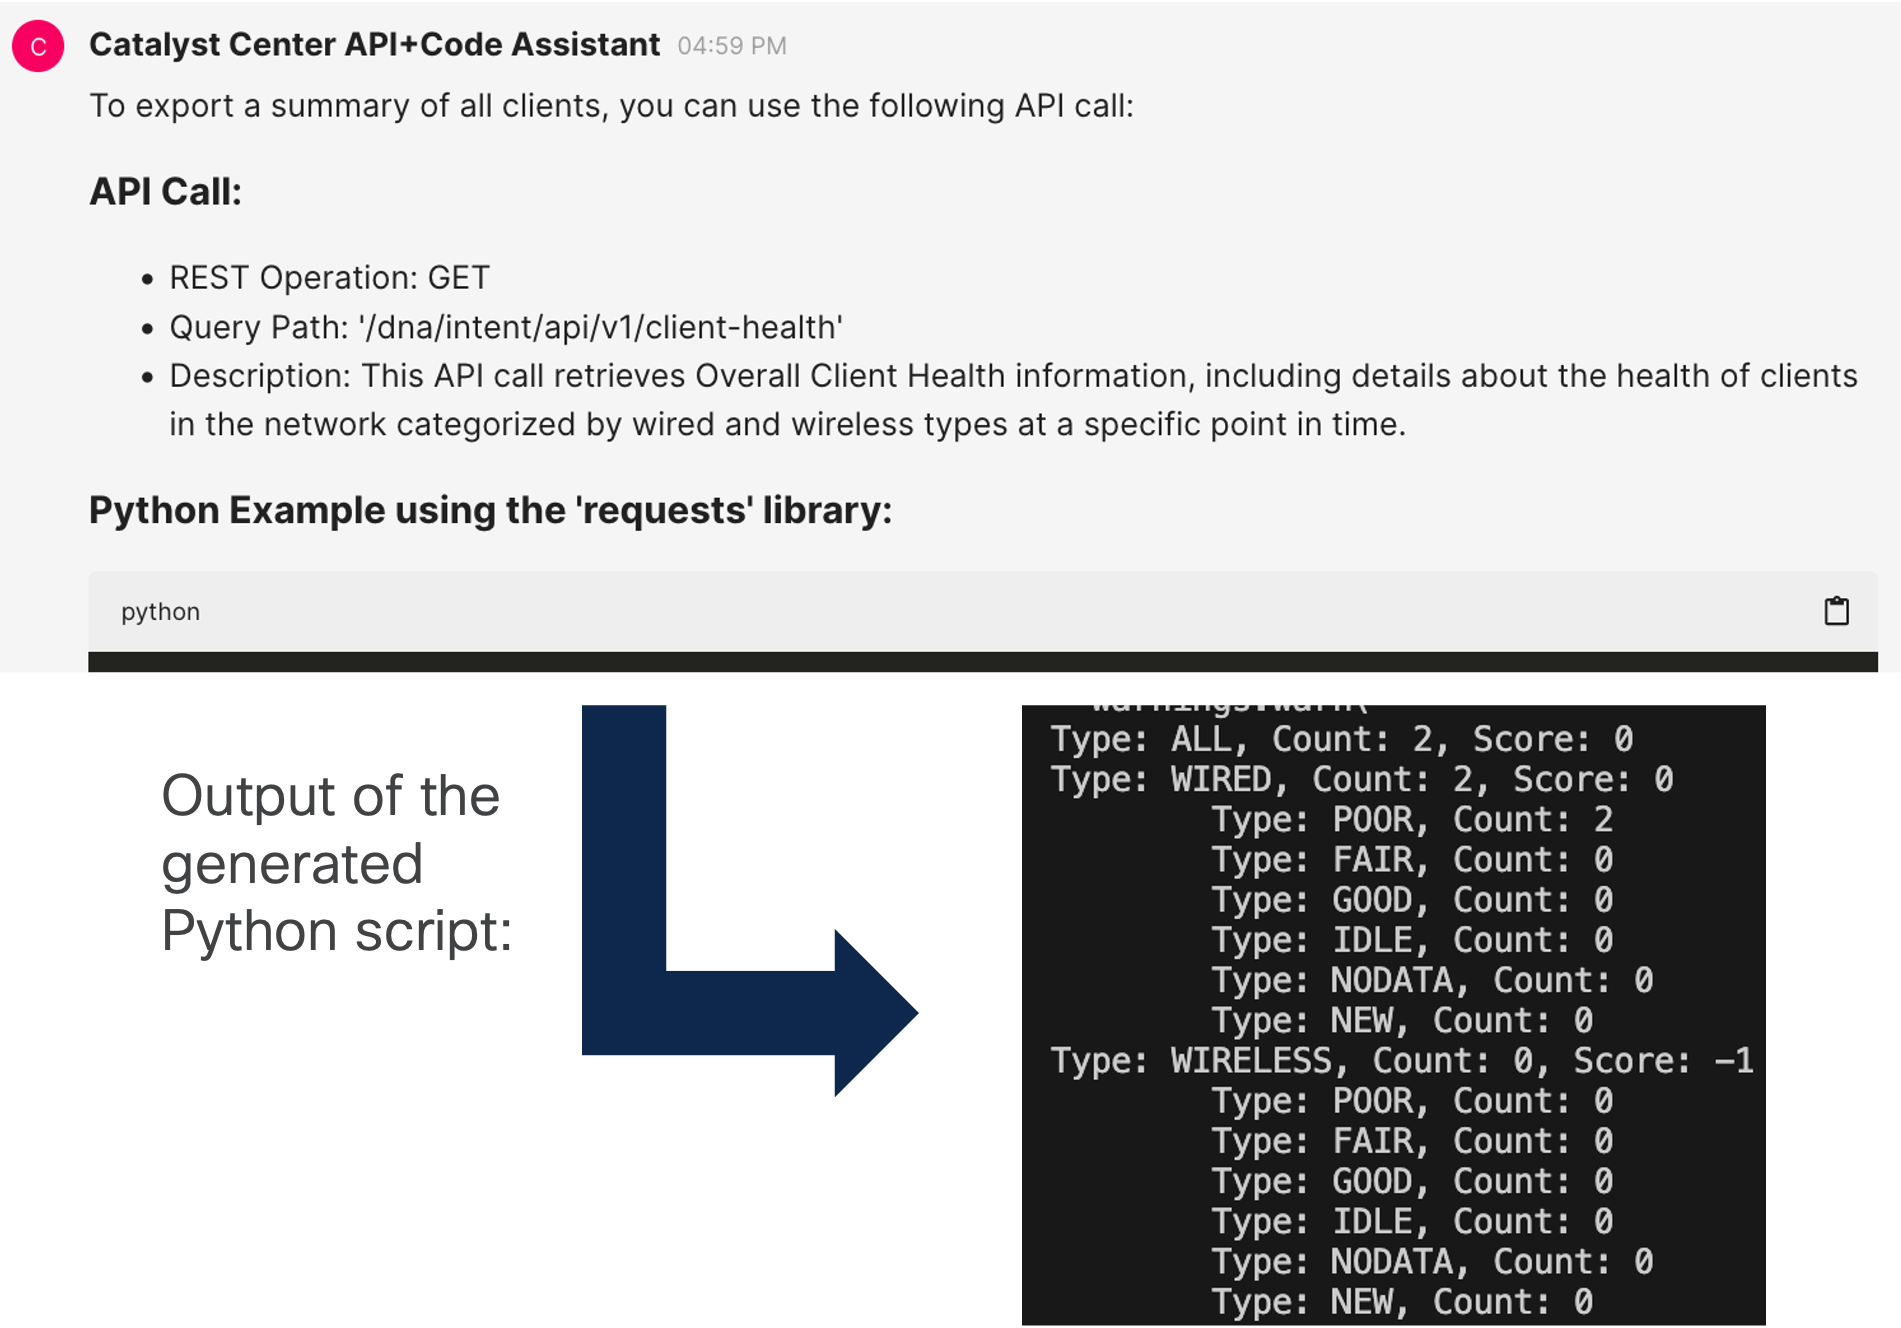 C
Catalyst Center API+Code Assistant 04:59 PM
To export a summary of all clients, you can use the following API call:
API Call:
• REST Operation: GET
• Query Path: '/dna/intent/api/v1/client-health'
• Description: This API call retrieves Overall Client Health information, including details about the health of clients
in the network categorized by wired and wireless types at a specific point in time.
Python Example using the 'requests' library:
python
Output of the
generated
Python script:
warnings.warn(
Type: ALL, Count: 2, Score: 0
Type: WIRED, Count: 2, Score: 0
Type: POOR, Count: 2
Type: FAIR, Count: 0
Type: GOOD, Count: 0
Type: IDLE, Count: 0
Type: NODATA, Count: 0
Type: NEW, Count: 0
Type: WIRELESS, Count: 0, Score: -1
Type: POOR, Count: 0
Type: FAIR, Count: 0
Type: GOOD, Count: 0
Type: IDLE, Count: 0
Type: NODATA, Count: 0
Type: NEW, Count: 0